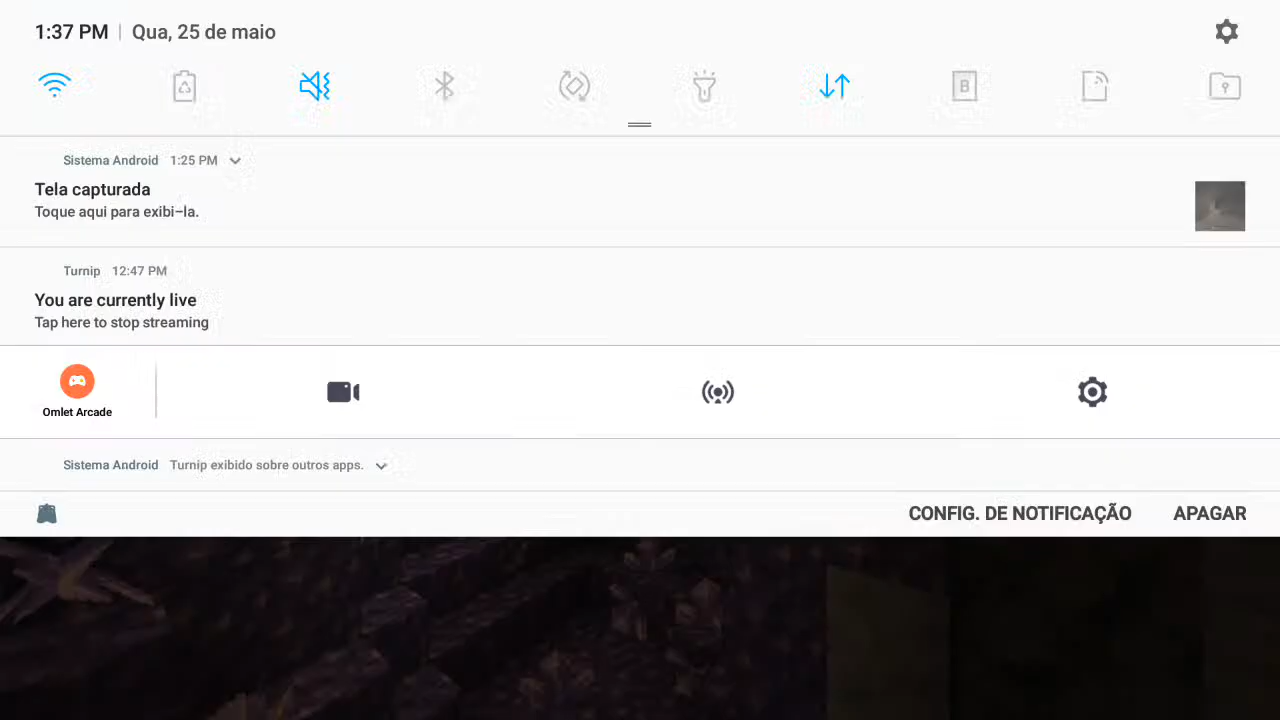 1:37 PM | Qua, 25 de maio
B
Sistema Android 1:25 PM
Tela capturada
Toque aqui para exibi-la.
Turnip 12:47 PM
You are currently live
Tap here to stop streaming
Omlet Arcade
Sistema Android Turnip exibido sobre outros apps.
CONFIG. DE NOTIFICAÇÃO APAGAR